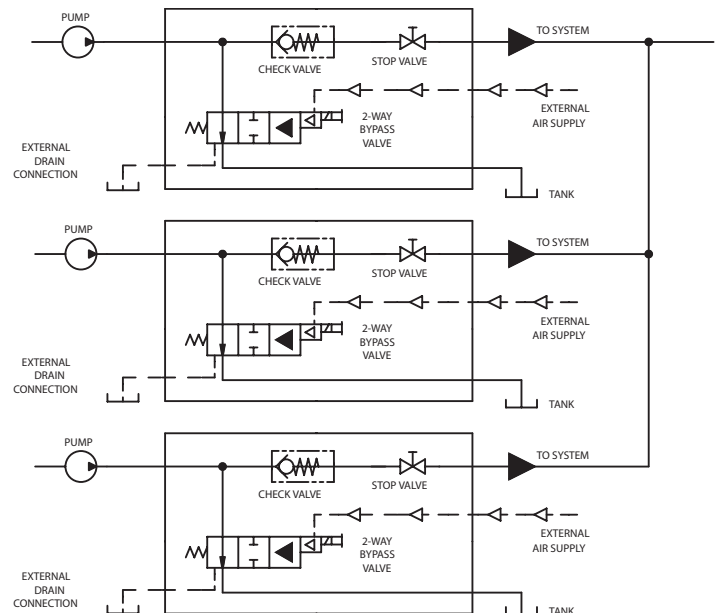 PUMP
TO SYSTEM
CHECK VALVE
STOP VALVE
EXTERNAL
AIR SUPPLY
2-WAY
BYPASS
VALVE
EXTERNAL
DRAIN
CONNECTION
TANK
PUMP
TO SYSTEM
CHECK VALVE
STOP VALVE
EXTERNAL
AIR SUPPLY
2-WAY
BYPASS
VALVE
EXTERNAL
DRAIN
CONNECTION
TANK
PUMP
TO SYSTEM
CHECK VALVE
STOP VALVE
EXTERNAL
AIR SUPPLY
2-WAY
BYPASS
VALVE
EXTERNAL
DRAIN
CONNECTION
TANK